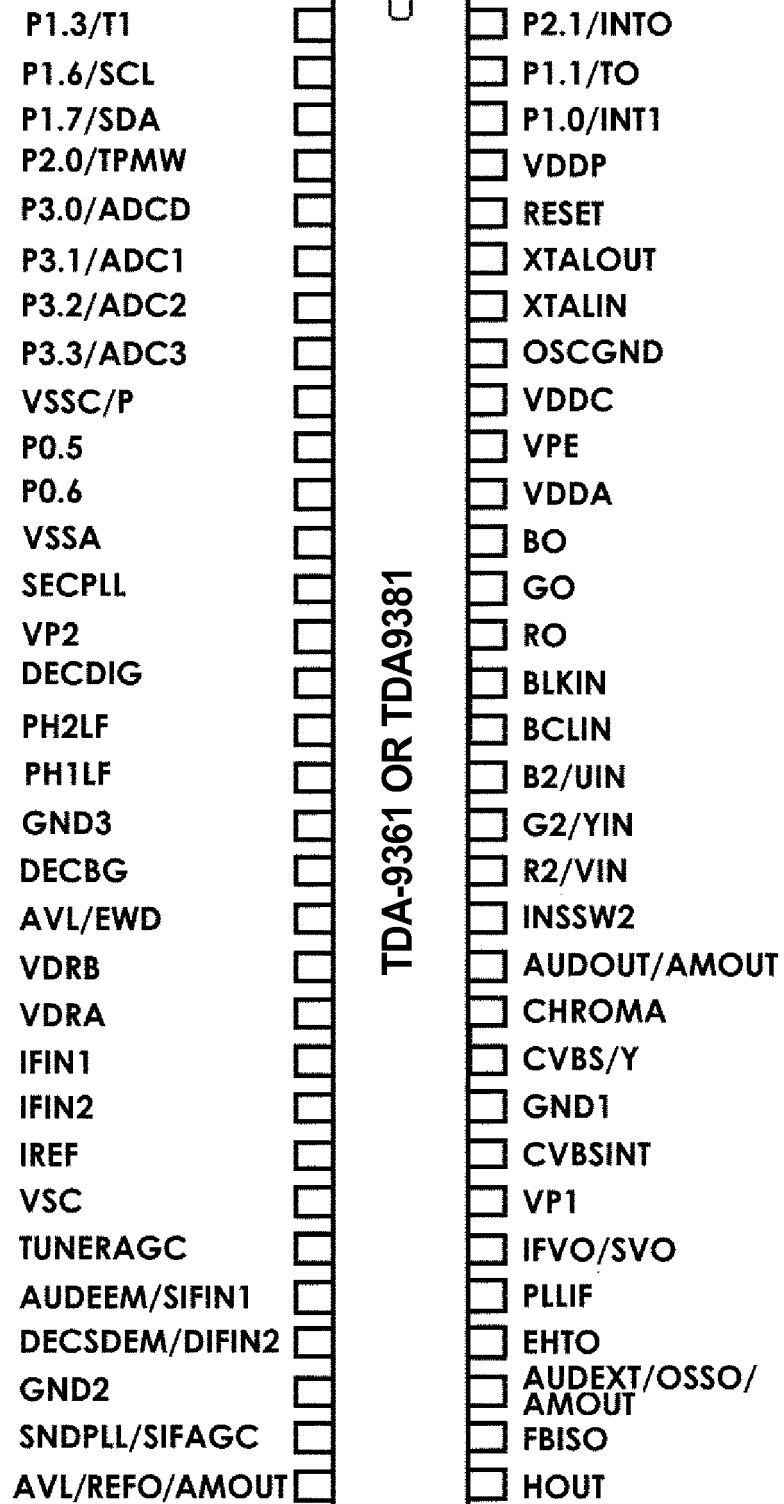 P1.3/T1
P1.6/SCL
P1.7/SDA
P2.0/TPMW
P3.0/ADCD
P3.1/ADC1
P3.2/ADC2
P3.3/ADC3
VSSC/P
P0.5
P0.6
VSSA
SECPLL
VP2
DECDIG
PH2LF
PH1LF
GND3
DECBG
AVL/EWD
VDRB
VDRA
IFIN1
IFIN2
IREF
VSC
TUNERAGC
AUDEEM/SIFIN1
DECSDEM/DIFIN2
GND2
SNDPLL/SIFAGC
AVL/REFO/AMOUT
TDA-9361 OR TDA9381
P2.1/INTO
P1.1/TO
P1.0/INT1
VDDP
RESET
XTALOUT
XTALIN
OSCGND
VDDC
VPE
VDDA
BO
GO
RO
BLKIN
BCLIN
B2/UIN
G2/YIN
R2/VIN
INSSW2
AUDOUT/AMOUT
CHROMA
CVBS/Y
GND1
CVBSINT
VP1
IFVO/SVO
PLLIF
EHTO
AUDEXT/OSSO/
AMOUT
FBISO
HOUT